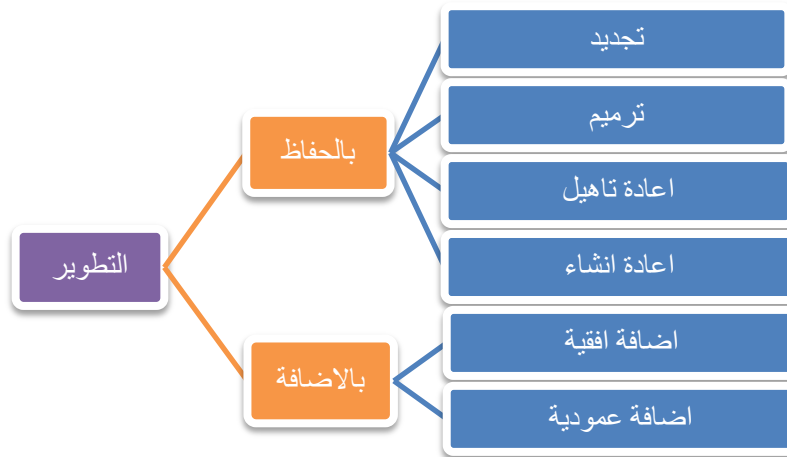 التطوير
بالحفاظ
تجديد
ترميم
اعادة تاهيل
اعادة انشاء
بالاضافة
اضافة افقية
اضافة عمودية